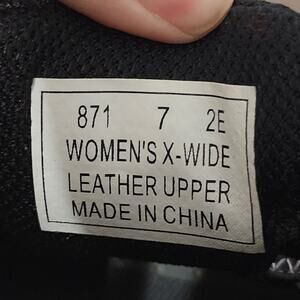 871 7 2E
WOMEN'S X-WIDE
LEATHER UPPER
MADE IN CHINA